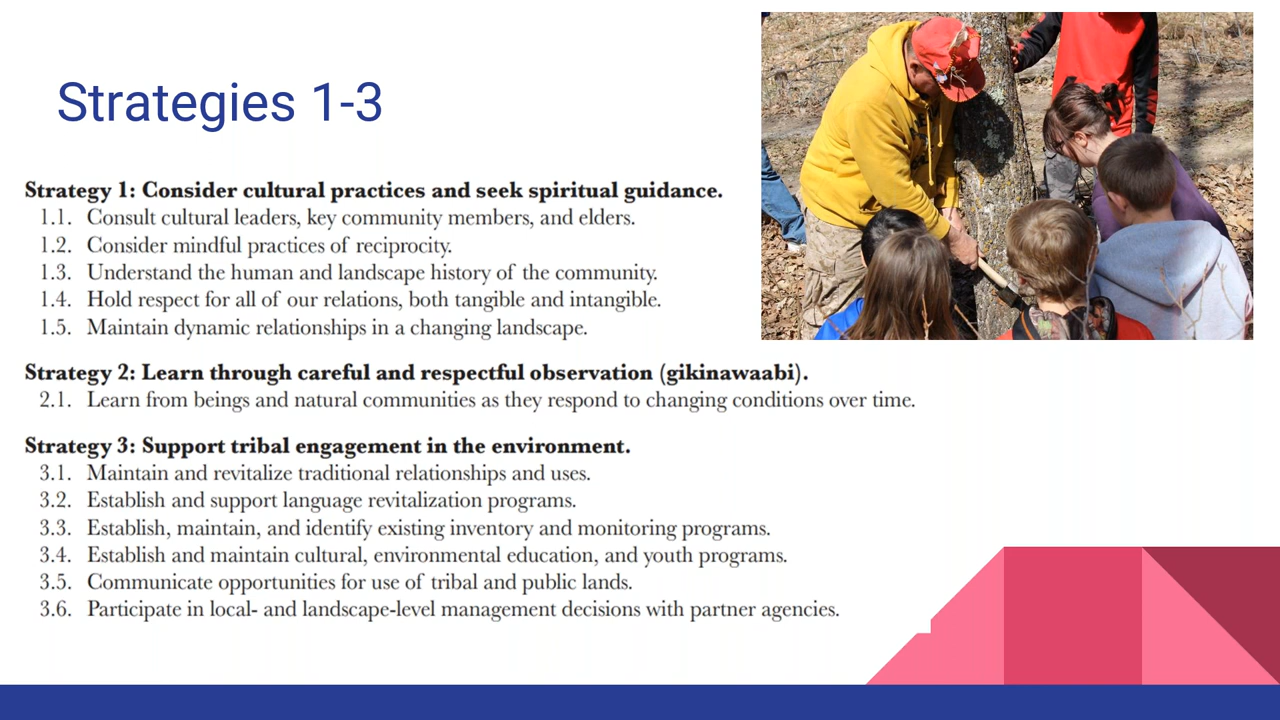 Strategies 1-3
Strategy 1: Consider cultural practices and seek spiritual guidance.
1.1. Consult cultural leaders, key community members, and elders.
1.2. Consider mindful practices of reciprocity.
1.3. Understand the human and landscape history of the community.
1.4. Hold respect for all of our relations, both tangible and intangible.
1.5. Maintain dynamic relationships in a changing landscape.
Strategy 2: Learn through careful and respectful observation (gikinawaabi).
2.1. Learn from beings and natural communities as they respond to changing conditions over time.
Strategy 3: Support tribal engagement in the environment.
3.1. Maintain and revitalize traditional relationships and uses.
3.2. Establish and support language revitalization programs.
3.3. Establish, maintain, and identify existing inventory and monitoring programs.
3.4. Establish and maintain cultural, environmental education, and youth programs.
3.5. Communicate opportunities for use of tribal and public lands.
3.6. Participate in local- and landscape-level management decisions with partner agencies.